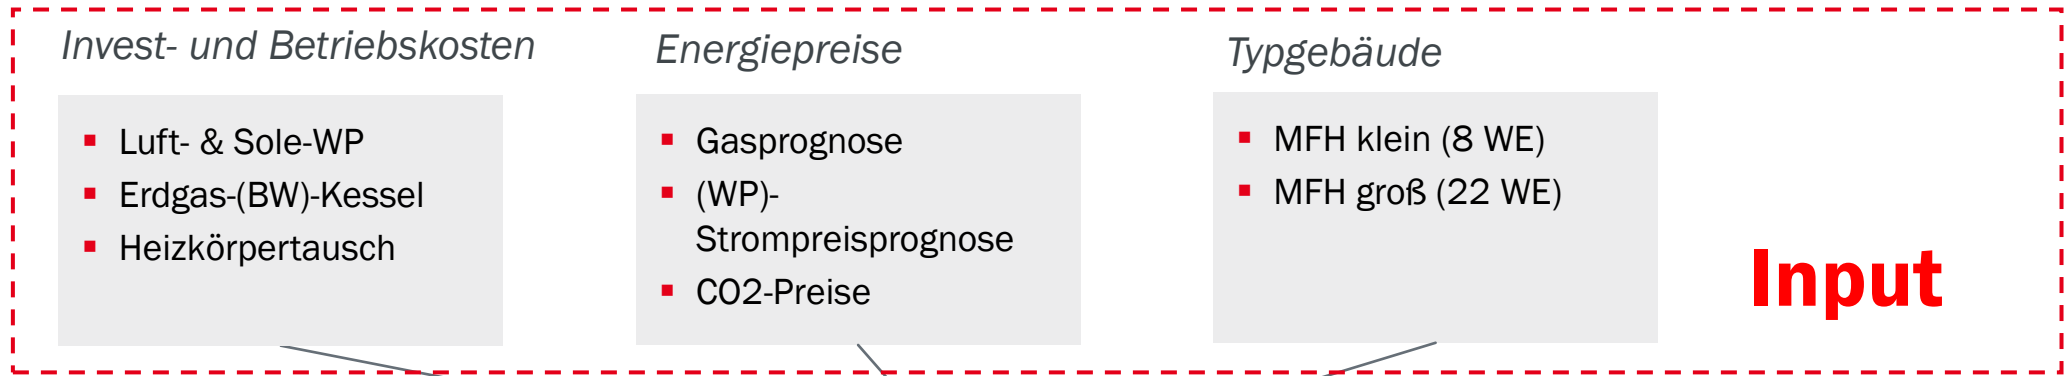 Invest- und Betriebskosten
▪ Luft- & Sole-WP
▪ Erdgas-(BW)-Kessel
▪ Heizkörpertausch
Energiepreise
▪ Gasprognose
▪ (WP)-
Strompreisprognose
▪ CO2-Preise
Typgebäude
▪ MFH klein (8 WE)
▪ MFH groß (22 WE)
Input